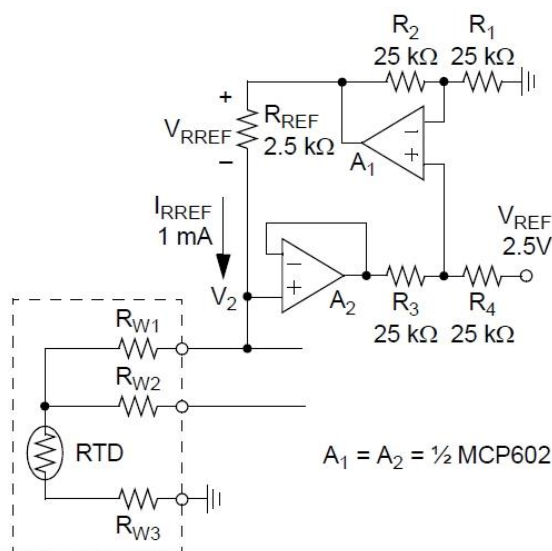 R2
25 kΩ
R1
25 kΩ
+
VRREF
−
RREF
2.5 kΩ
−
+
A1
IRREF
1 mA
VREF
2.5V
−
+
V2
A2
R3
25 kΩ
R4
25 kΩ
RW1
RW2
RTD
A1 = A2 = ½ MCP602
RW3